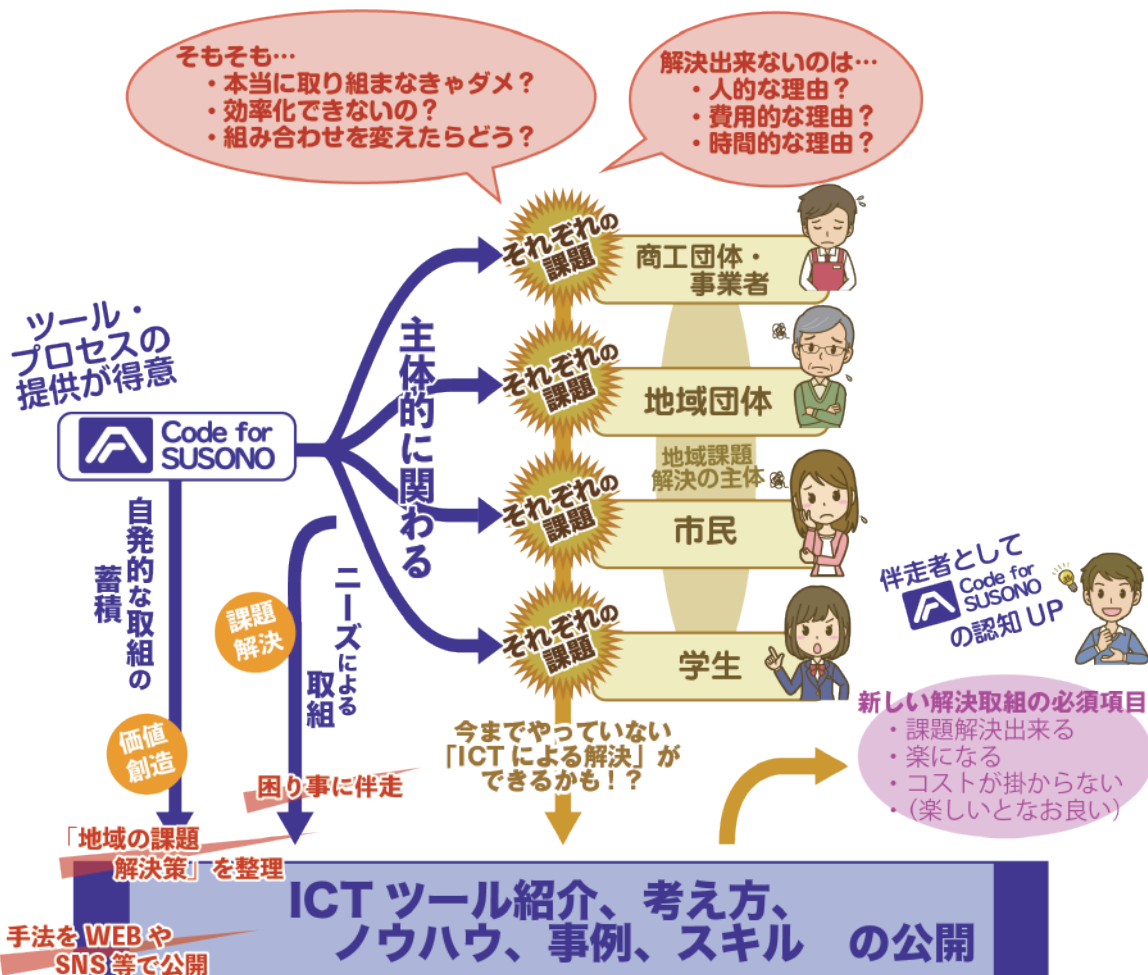 そもそも…
・本当に取り組まなきゃダメ？
・効率化できないの？
・組み合わせを変えたらどう？
解決出来ないのは…
・人的な理由？
・費用的な理由？
・時間的な理由？
それぞれの
課題
商工団体・
事業者
それぞれの
課題
地域団体
地域課題
解決の主体
それぞれの
課題
市民
それぞれの
課題
学生
ツール・
プロセスの
提供が得意
Code for
SUSONO
主体的に関わる
自発的な取組の
蓄積
価値
創造
課題
解決
ニーズによる
取組
困り事に伴走
今までやっていない
「ICTによる解決」が
できるかも！？
伴走者として
Code for
SUSONO
の認知UP
新しい解決取組の必須項目
・課題解決出来る
・楽になる
・コストが掛からない
・（楽しいとなお良い）
「地域の課題
解決策」を整理
手法をWEBや
SNS等で公開
ICTツール紹介、考え方、
ノウハウ、事例、スキル　の公開